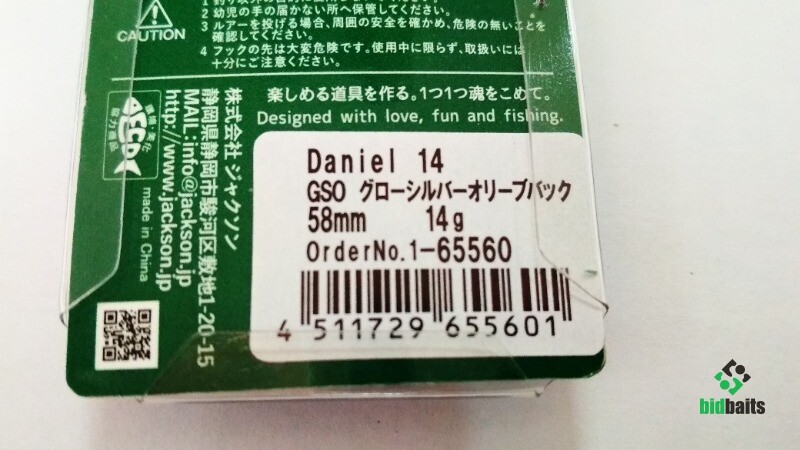 CAUTION
2 幼児の手の届かない所へ保管してください。
3 ルアーを投げる場合、周囲の安全を確かめ、危険の無いことを
確認してください。
4 フックの先は大変危険です。使用中に限らず、取扱いには
十分にご注意ください。
楽しめる道具を作る。1つ1つ魂をこめて。
Designed with love, fun and fishing.
株式会社 ジャクソン
静岡県静岡市駿河区敷地1-20-15
MAIL:info@jackson.jp
http://www.jackson.jp
made in China
Daniel 14
GSO グローシルバーオリーブバック
58mm 14g
OrderNo.1-65560
4 511729 655601
bidbaits